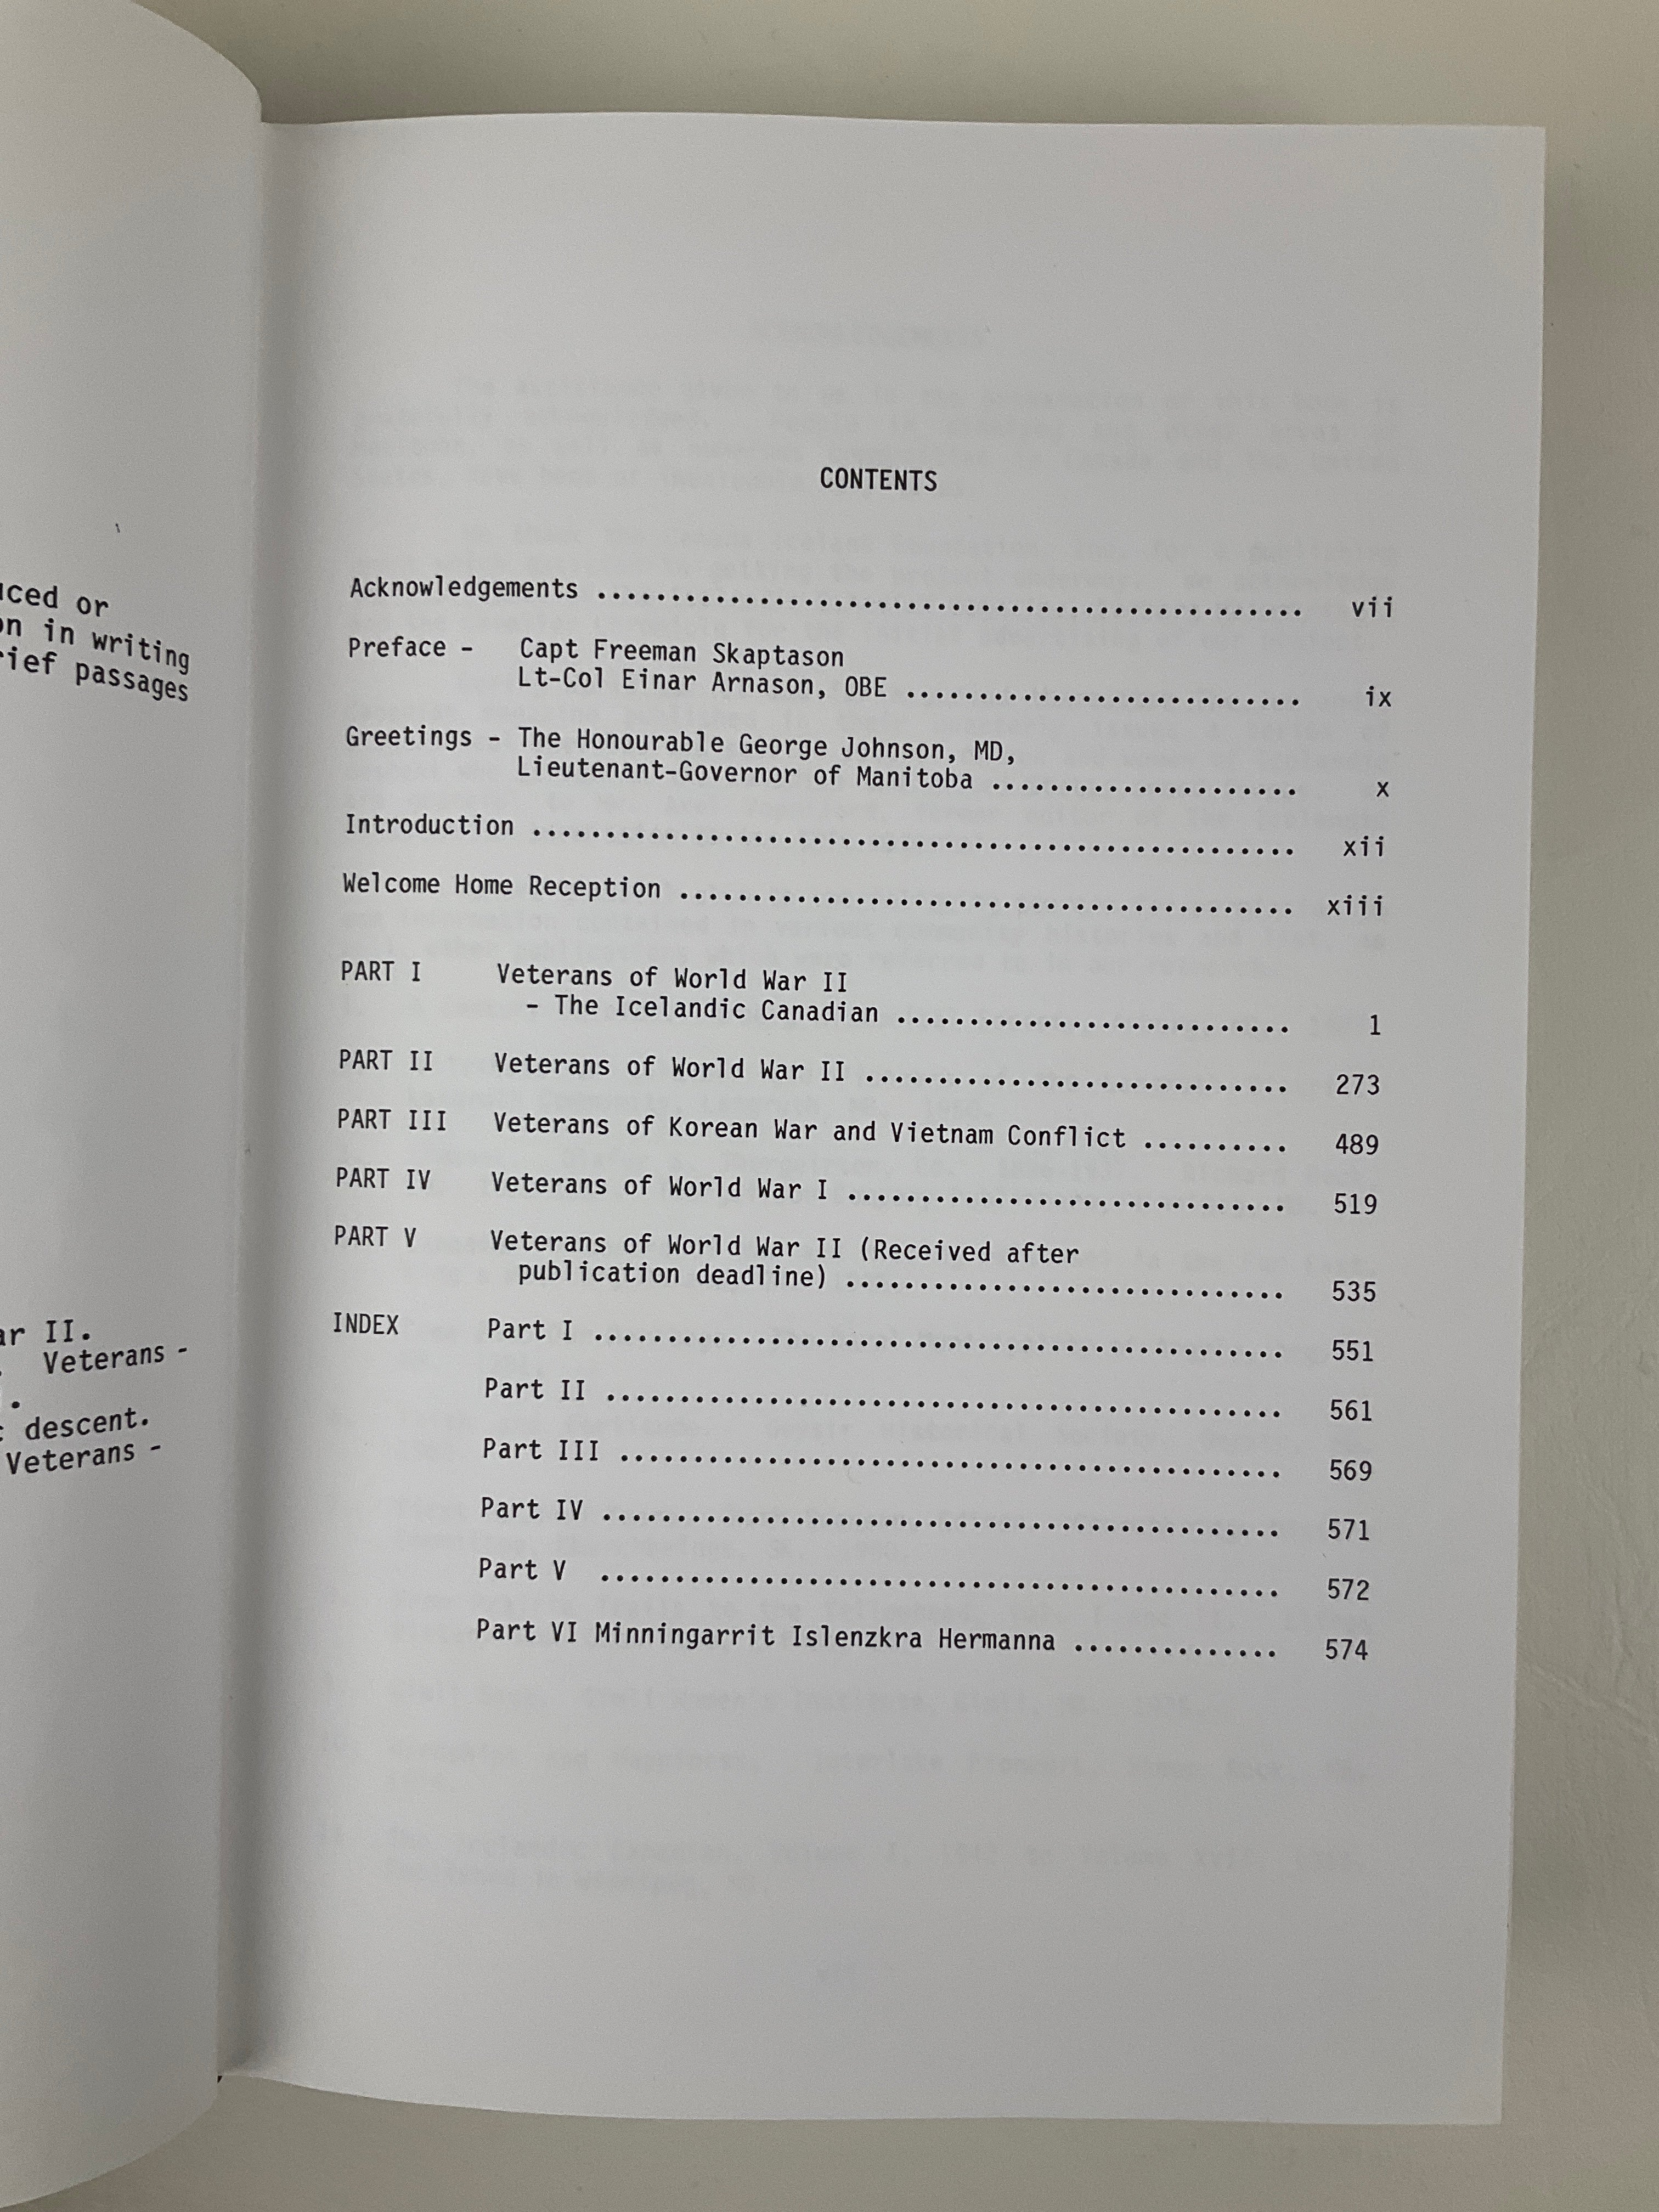 uced or
on in writing
rief passages
ar II.
Veterans -
.
descent.
Veterans -
CONTENTS
Acknowledgements ................................................ vii
Preface - Capt Freeman Skaptason
Lt-Col Einar Arnason, OBE ........................... ix
Greetings - The Honourable George Johnson, MD,
Lieutenant-Governor of Manitoba ..................... x
Introduction .................................................... xii
Welcome Home Reception .......................................... xiii
PART I Veterans of World War II
- The Icelandic Canadian ........................... 1
PART II Veterans of World War II ............................. 273
PART III Veterans of Korean War and Vietnam Conflict .......... 489
PART IV Veterans of World War I .............................. 519
PART V Veterans of World War II (Received after
publication deadline) .............................. 535
INDEX Part I ............................................... 551
Part II .............................................. 561
Part III ............................................. 569
Part IV .............................................. 571
Part V .............................................. 572
Part VI Minningarrit Islenzkra Hermanna .............. 574